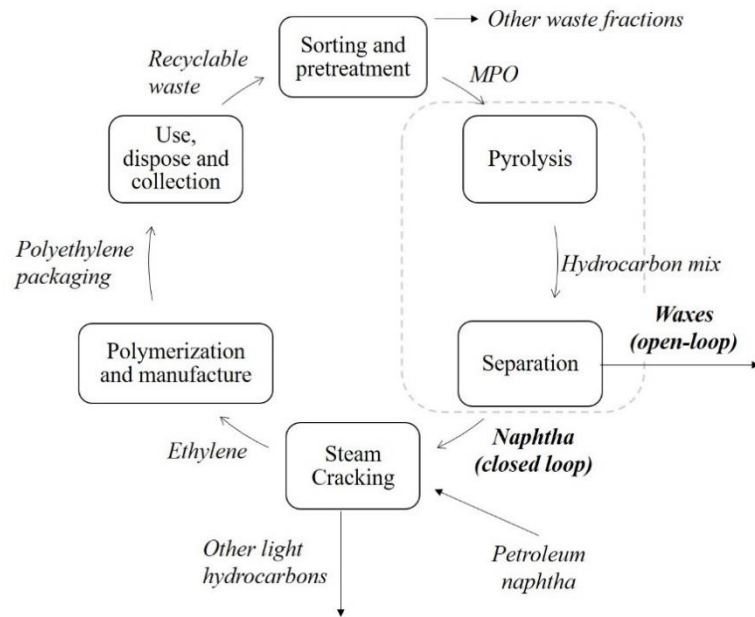 Other waste fractions
Sorting and
pretreatment
Recyclable
waste
MPO
Use,
dispose and
collection
Pyrolysis
Polyethylene
packaging
Hydrocarbon mix
Waxes
(open-loop)
Polymerization
and manufacture
Separation
Naphtha
(closed loop)
Ethylene
Steam
Cracking
Other light
hydrocarbons
Petroleum
naphtha